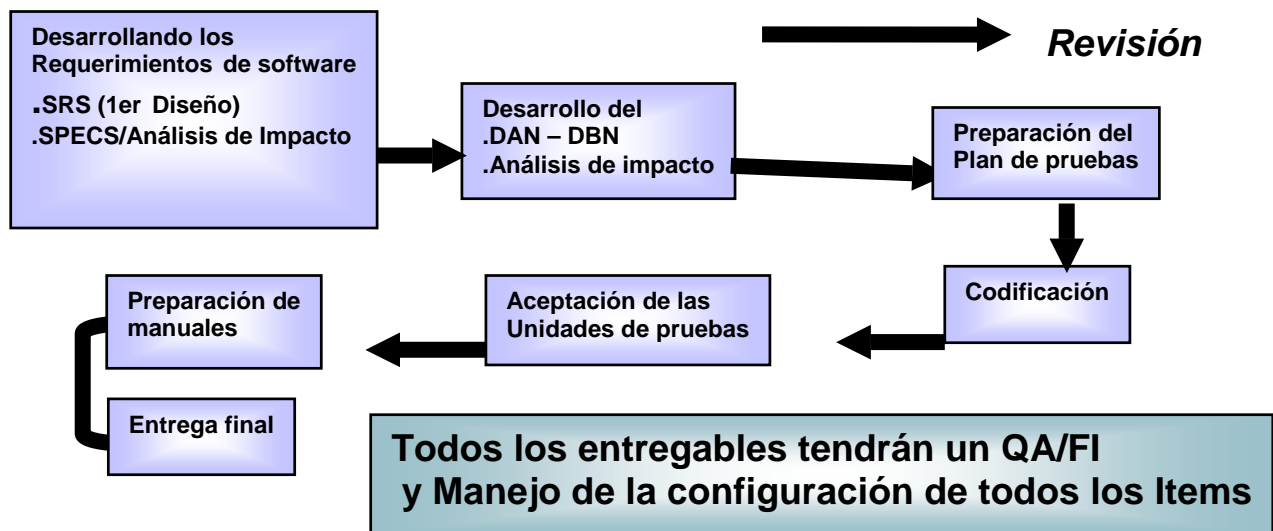 Desarrollando los
Requerimientos de software
.SRS (1er Diseño)
.SPECS/Análisis de Impacto
Revisión
Desarrollo del
.DAN – DBN
.Análisis de impacto
Preparación del
Plan de pruebas
Codificación
Aceptación de las
Unidades de pruebas
Preparación de
manuales
Entrega final
Todos los entregables tendrán un QA/FI
y Manejo de la configuración de todos los Items